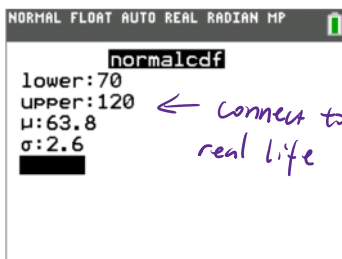 NORMAL FLOAT AUTO REAL RADIAN MP
normalcdf
lower:70
upper:120
μ:63.8
σ:2.6
← connect to
real life